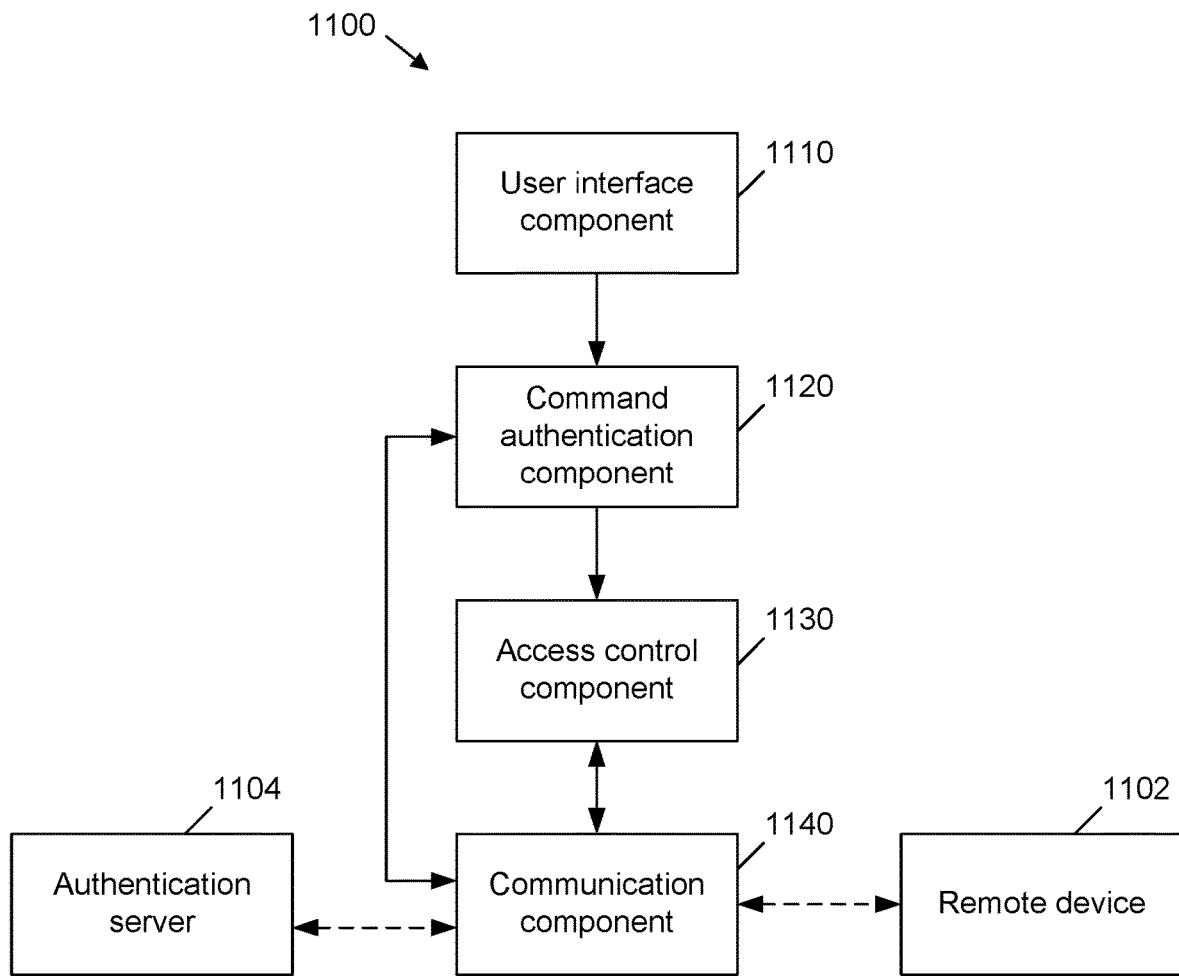 1100
1110
User interface
component
1120
Command
authentication
component
1130
Access control
component
1104
1140
1102
Authentication
server
Communication
component
Remote device